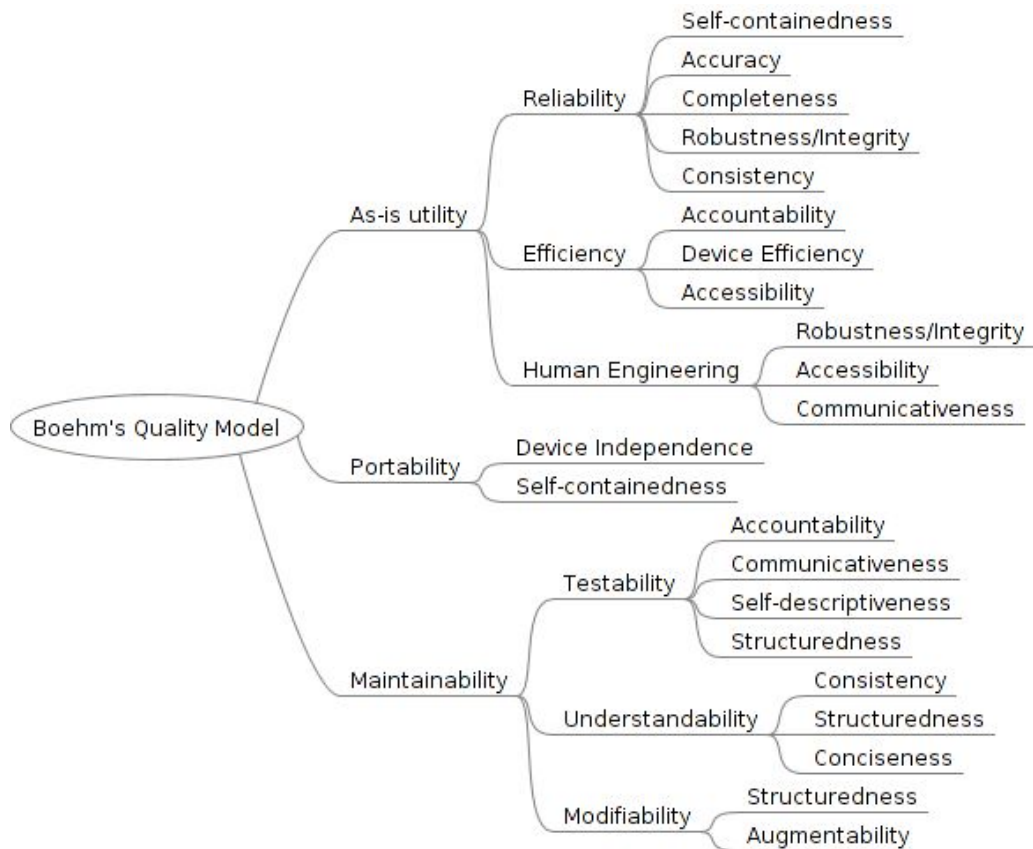 Boehm's Quality Model
As-is utility
Reliability
Self-containedness
Accuracy
Completeness
Robustness/Integrity
Consistency
Efficiency
Accountability
Device Efficiency
Accessibility
Human Engineering
Robustness/Integrity
Accessibility
Communicativeness
Portability
Device Independence
Self-containedness
Maintainability
Testability
Accountability
Communicativeness
Self-descriptiveness
Structuredness
Understandability
Consistency
Structuredness
Conciseness
Modifiability
Structuredness
Augmentability